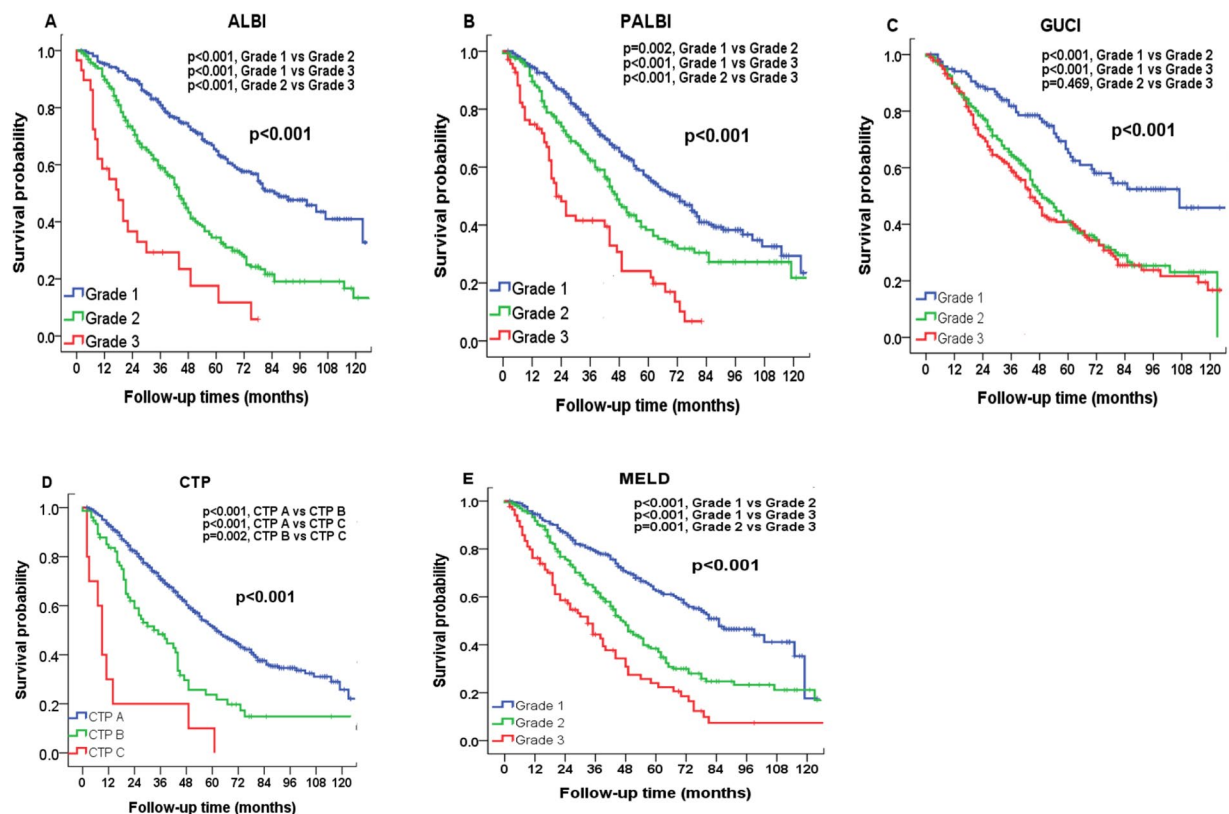 A
ALBI
p<0.001, Grade 1 vs Grade 2
p<0.001, Grade 1 vs Grade 3
p<0.001, Grade 2 vs Grade 3
p<0.001
Survival probability
1.0
0.8
0.6
0.4
0.2
0.0
Grade 1
Grade 2
Grade 3
0 12 24 36 48 60 72 84 96 108 120
Follow-up times (months)
B
PALBI
p=0.002, Grade 1 vs Grade 2
p<0.001, Grade 1 vs Grade 3
p<0.001, Grade 2 vs Grade 3
p<0.001
Survival probability
1.0
0.8
0.6
0.4
0.2
0.0
Grade 1
Grade 2
Grade 3
0 12 24 36 48 60 72 84 96 108 120
Follow-up time (months)
C
GUCI
p<0.001, Grade 1 vs Grade 2
p<0.001, Grade 1 vs Grade 3
p=0.469, Grade 2 vs Grade 3
p<0.001
Survival probability
1.0
0.8
0.6
0.4
0.2
0.0
Grade 1
Grade 2
Grade 3
0 12 24 36 48 60 72 84 96 108 120
Follow-up time (months)
D
CTP
p<0.001, CTP A vs CTP B
p<0.001, CTP A vs CTP C
p=0.002, CTP B vs CTP C
p<0.001
Survival probability
1.0
0.8
0.6
0.4
0.2
0.0
CTP A
CTP B
CTP C
0 12 24 36 48 60 72 84 96 108 120
Follow-up time (months)
E
MELD
p<0.001, Grade 1 vs Grade 2
p<0.001, Grade 1 vs Grade 3
p=0.001, Grade 2 vs Grade 3
p<0.001
Survival probability
1.0
0.8
0.6
0.4
0.2
0.0
Grade 1
Grade 2
Grade 3
0 12 24 36 48 60 72 84 96 108 120
Follow-up time (months)